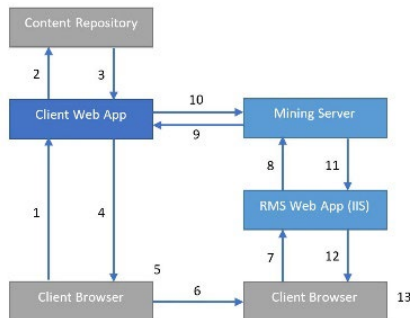 Content Repository
2
3
Client Web App
10
9
Mining Server
8
11
RMS Web App (IIS)
1
4
5
6
7
12
Client Browser
Client Browser
13